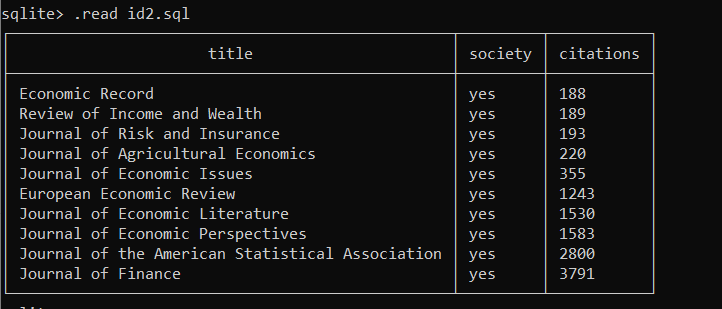 sqlite> .read id2.sql
title society citations
Economic Record yes 188
Review of Income and Wealth yes 189
Journal of Risk and Insurance yes 193
Journal of Agricultural Economics yes 220
Journal of Economic Issues yes 355
European Economic Review yes 1243
Journal of Economic Literature yes 1530
Journal of Economic Perspectives yes 1583
Journal of the American Statistical Association yes 2800
Journal of Finance yes 3791